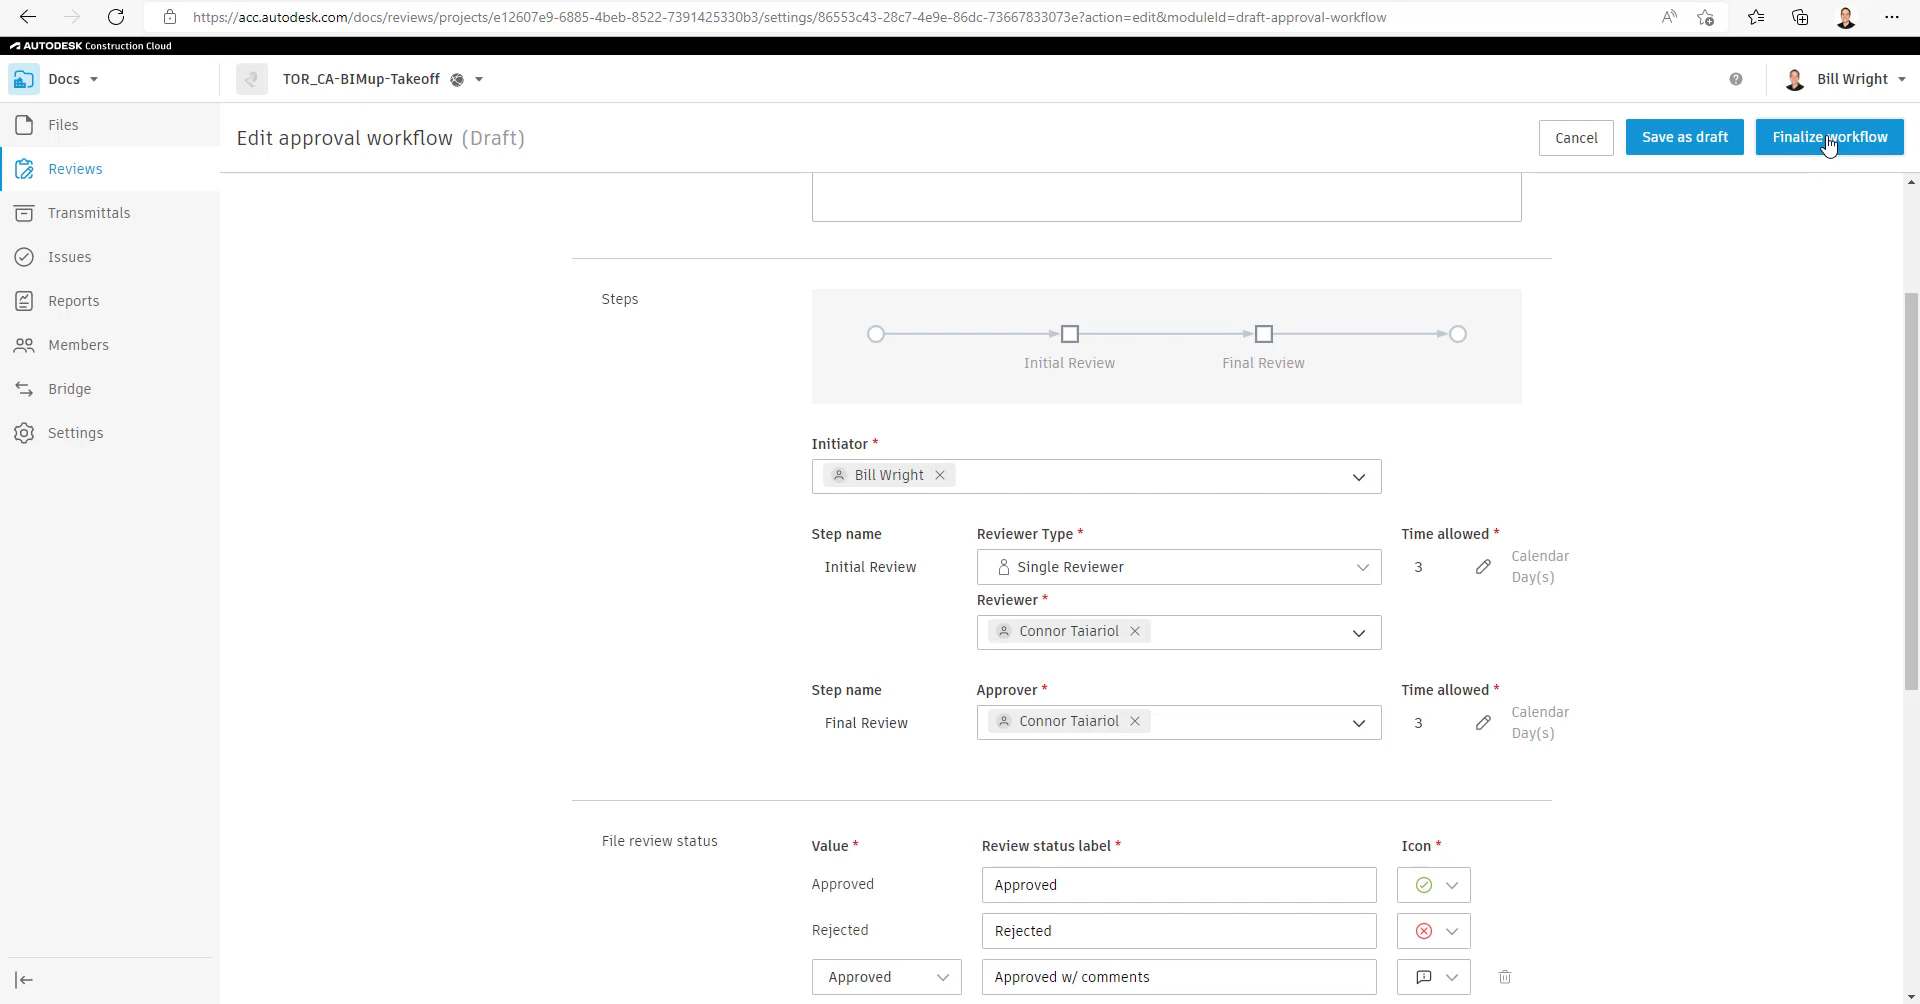 https://acc.autodesk.com/docs/reviews/projects/e12607e9-6885-4beb-8522-7391425330b3/settings/86553c43-28c7-4e9e-86dc-73667833073e?action=edit&moduleId=draft-approval-workflow
AUTODESK Construction Cloud
Docs
TOR_CA-BIMup-Takeoff
Bill Wright
Files
Reviews
Transmittals
Issues
Reports
Members
Bridge
Settings
Edit approval workflow (Draft)
Cancel
Save as draft
Finalize workflow
Steps
Initial Review
Final Review
Initiator *
Bill Wright
Step name
Reviewer Type *
Time allowed *
Initial Review
Single Reviewer
3
Calendar
Day(s)
Reviewer *
Connor Taiariol
Step name
Approver *
Time allowed *
Final Review
Connor Taiariol
3
Calendar
Day(s)
File review status
Value *
Review status label *
Icon *
Approved
Approved
Rejected
Rejected
Approved
Approved w/ comments